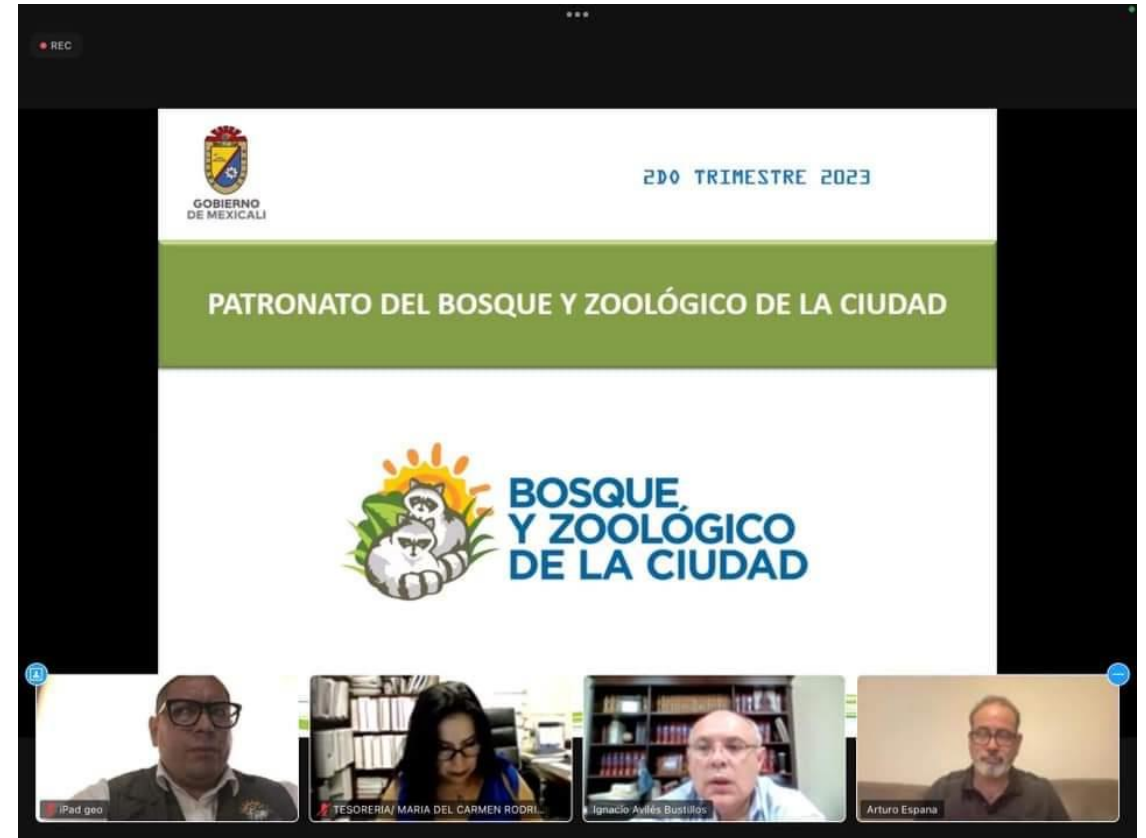 REC
GOBIERNO
DE MEXICALI
2DO TRIMESTRE 2023
PATRONATO DEL BOSQUE Y ZOOLÓGICO DE LA CIUDAD
BOSQUE
Y ZOOLÓGICO
DE LA CIUDAD
iPad geo
TESORERIA/ MARIA DEL CARMEN RODRI...
Ignacio Avilés Bustillos
Arturo Espana